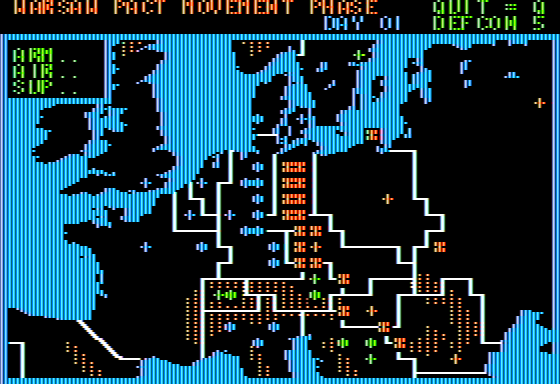 WARSAW PACT MOVEMENT PHASE QUIT = Q
DAY 01 DEFCON 5
ARM..
AIR..
SUP..